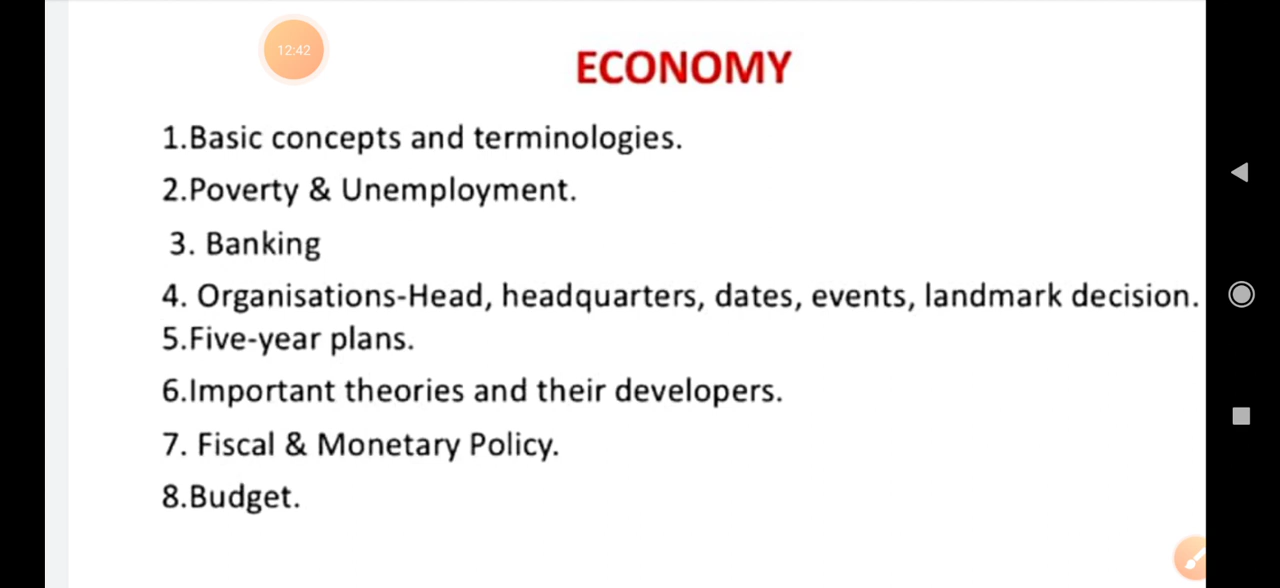 12:42
ECONOMY
1.Basic concepts and terminologies.
2.Poverty & Unemployment.
3. Banking
4. Organisations-Head, headquarters, dates, events, landmark decision.
5.Five-year plans.
6.Important theories and their developers.
7. Fiscal & Monetary Policy.
8.Budget.